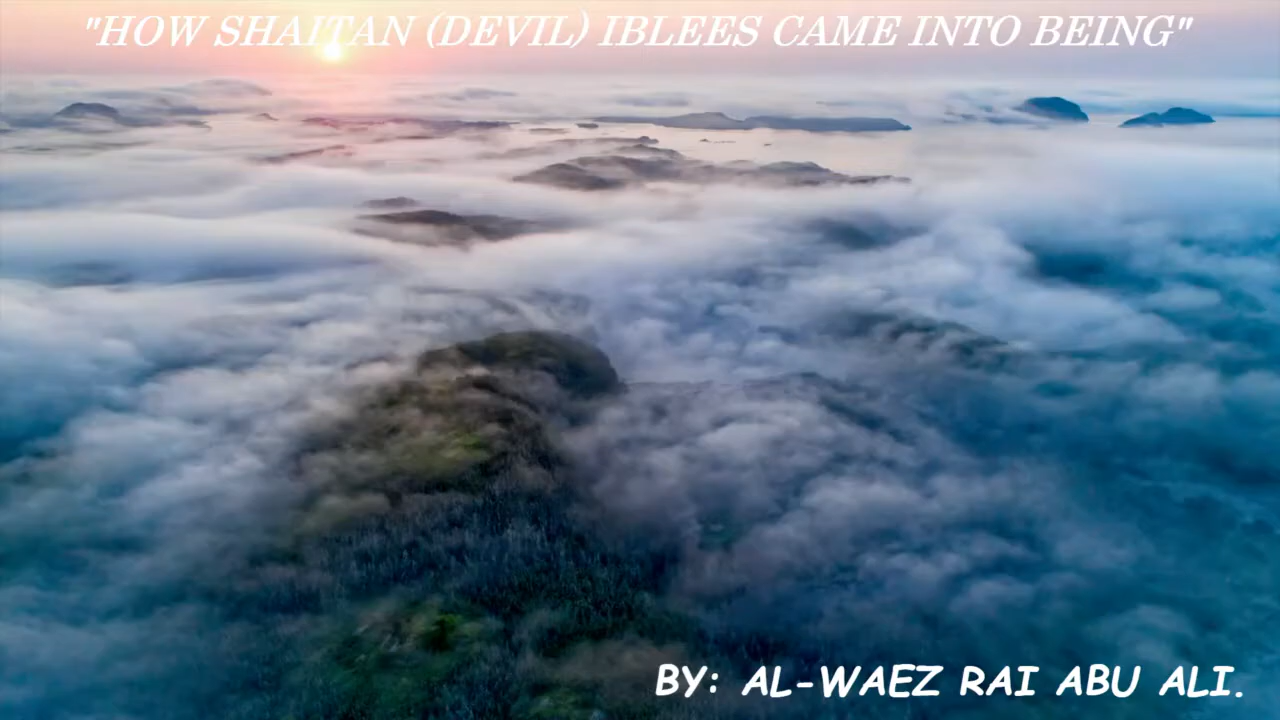 "HOW SHAITAN (DEVIL) IBLEES CAME INTO BEING"
BY: AL-WAEZ RAI ABU ALI.